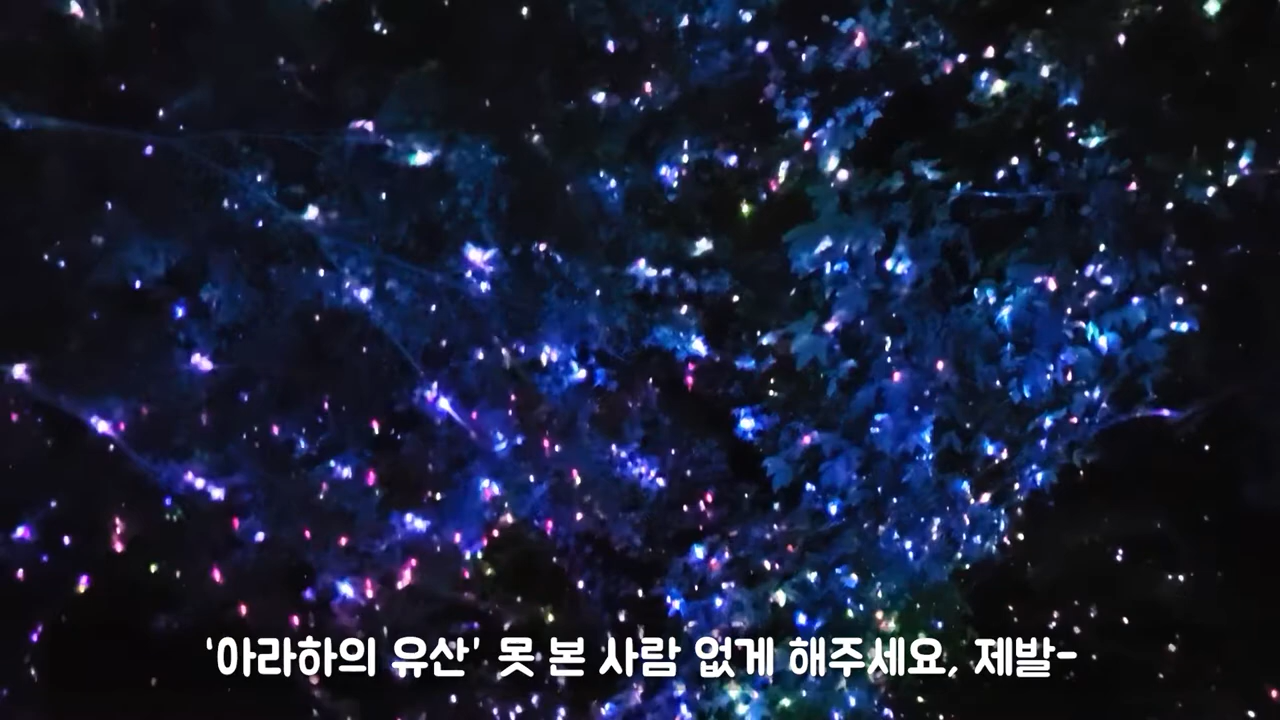 ‘아라하의 유산’ 못 본 사람 없게 해주세요, 제발-